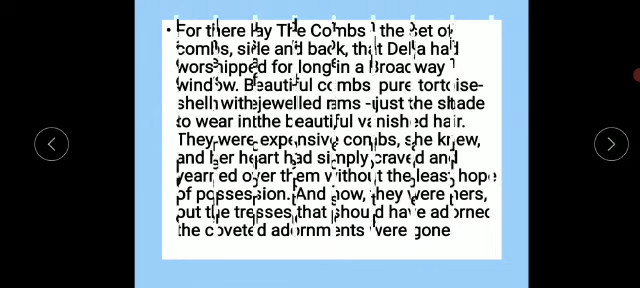 • For there lay The Combs - the set of
combs, side and back, that Della had
worshipped for long in a Broadway
window. Beautiful combs pure tortoise-
shell with jewelled rims - just the shade
to wear in the beautiful vanished hair.
They were expensive combs, she knew,
and her heart had simply craved and
yearned over them without the least hope
of possession. And now, they were hers,
but the tresses that should have adorned
the coveted adornments were gone